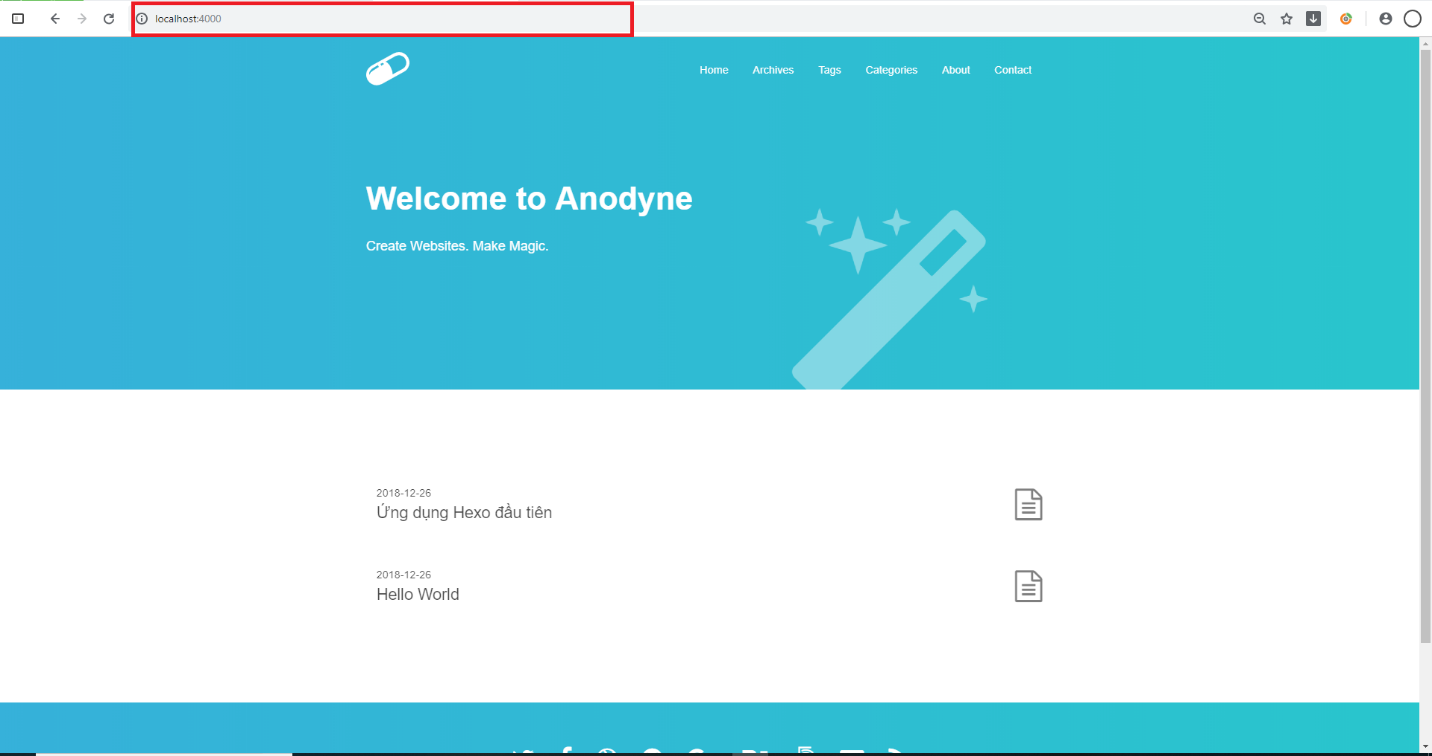 localhost:4000
Home Archives Tags Categories About Contact
Welcome to Anodyne
Create Websites. Make Magic.
2018-12-26
Ứng dụng Hexo đầu tiên
2018-12-26
Hello World